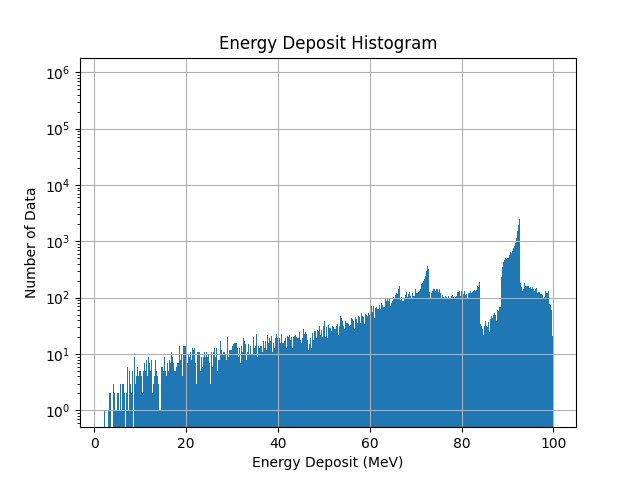 Energy Deposit Histogram
10⁶
10⁵
10⁴
10³
10²
10¹
10⁰
Number of Data
0 20 40 60 80 100
Energy Deposit (MeV)